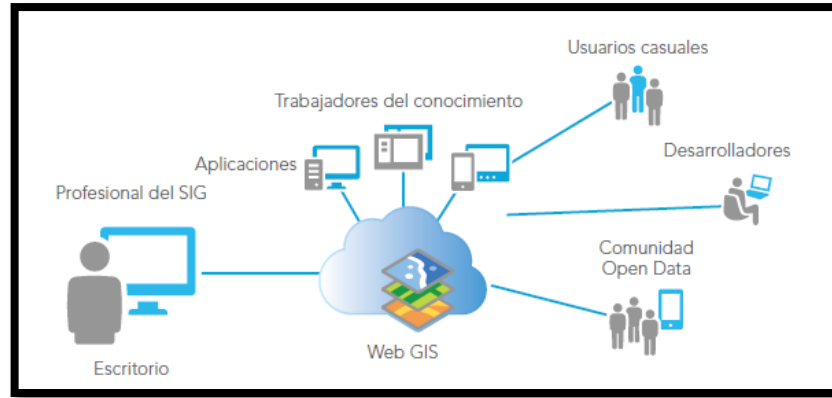 Usuarios casuales
Trabajadores del conocimiento
Desarrolladores
Aplicaciones
Profesional del SIG
Comunidad
Open Data
Web GIS
Escritorio